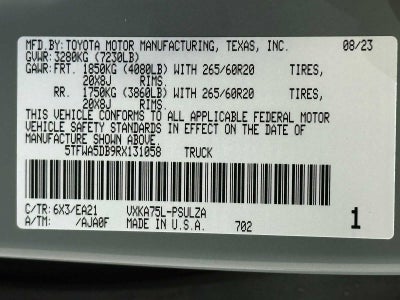 MFD.BY: TOYOTA MOTOR MANUFACTURING, TEXAS, INC. 08/23
GVWR: 3280KG (7230LB)
GAWR: FRT. 1850KG (4080LB) WITH 265/60R20 TIRES,
20X8J RIMS.
RR. 1750KG (3860LB) WITH 265/60R20 TIRES,
20X8J RIMS.
THIS VEHICLE CONFORMS TO ALL APPLICABLE FEDERAL MOTOR
VEHICLE SAFETY STANDARDS IN EFFECT ON THE DATE OF
MANUFACTURE SHOWN ABOVE.
5TFWA5DB9RX131058 TRUCK
C/TR: 6X3/EA21 VXKA75L-PSULZA
A/TM: /AJA0F MADE IN U.S.A. 702 1